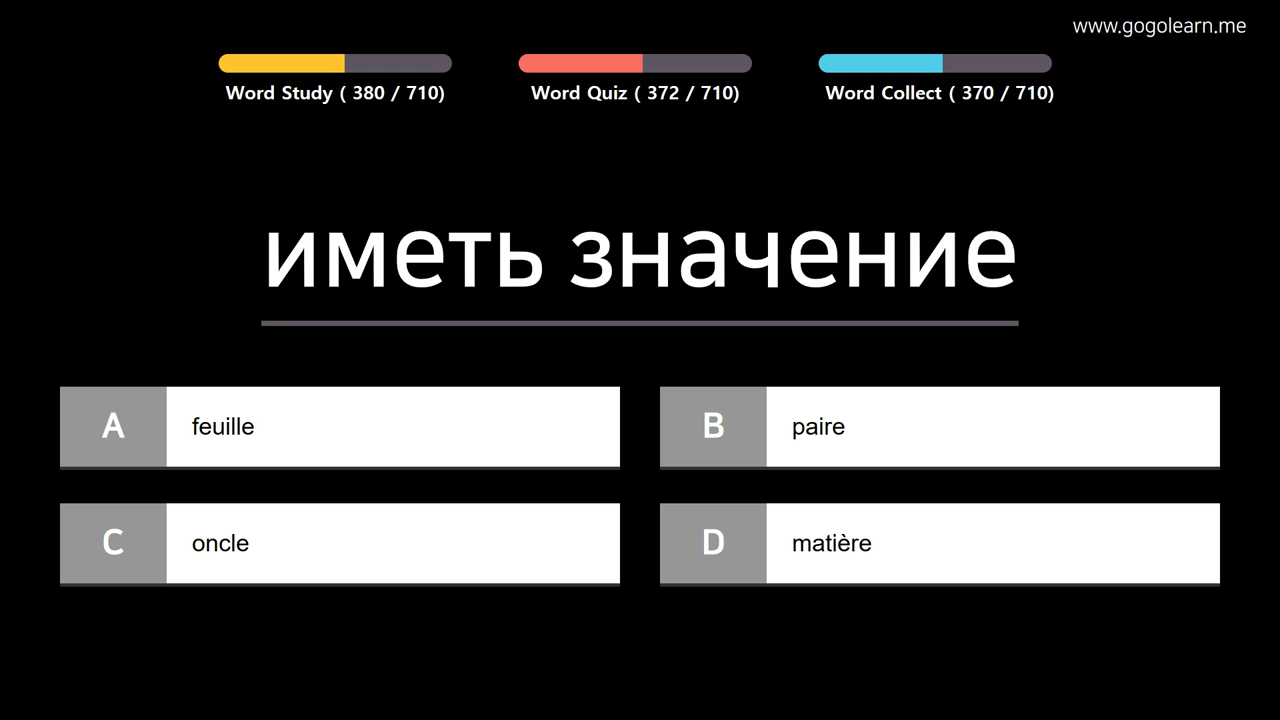 www.gogolearn.me
Word Study ( 380 / 710)
Word Quiz ( 372 / 710)
Word Collect ( 370 / 710)
иметь значение
A feuille
B paire
C oncle
D matière